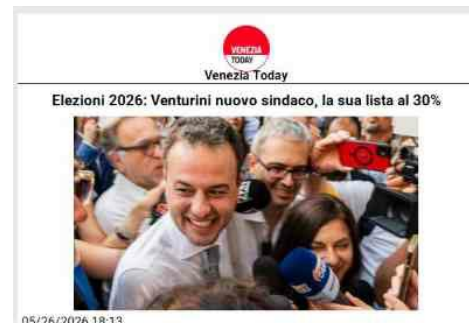 VENEZIA
TODAY
Venezia Today
Elezioni 2026: Venturini nuovo sindaco, la sua lista al 30%
05/26/2026 18:13